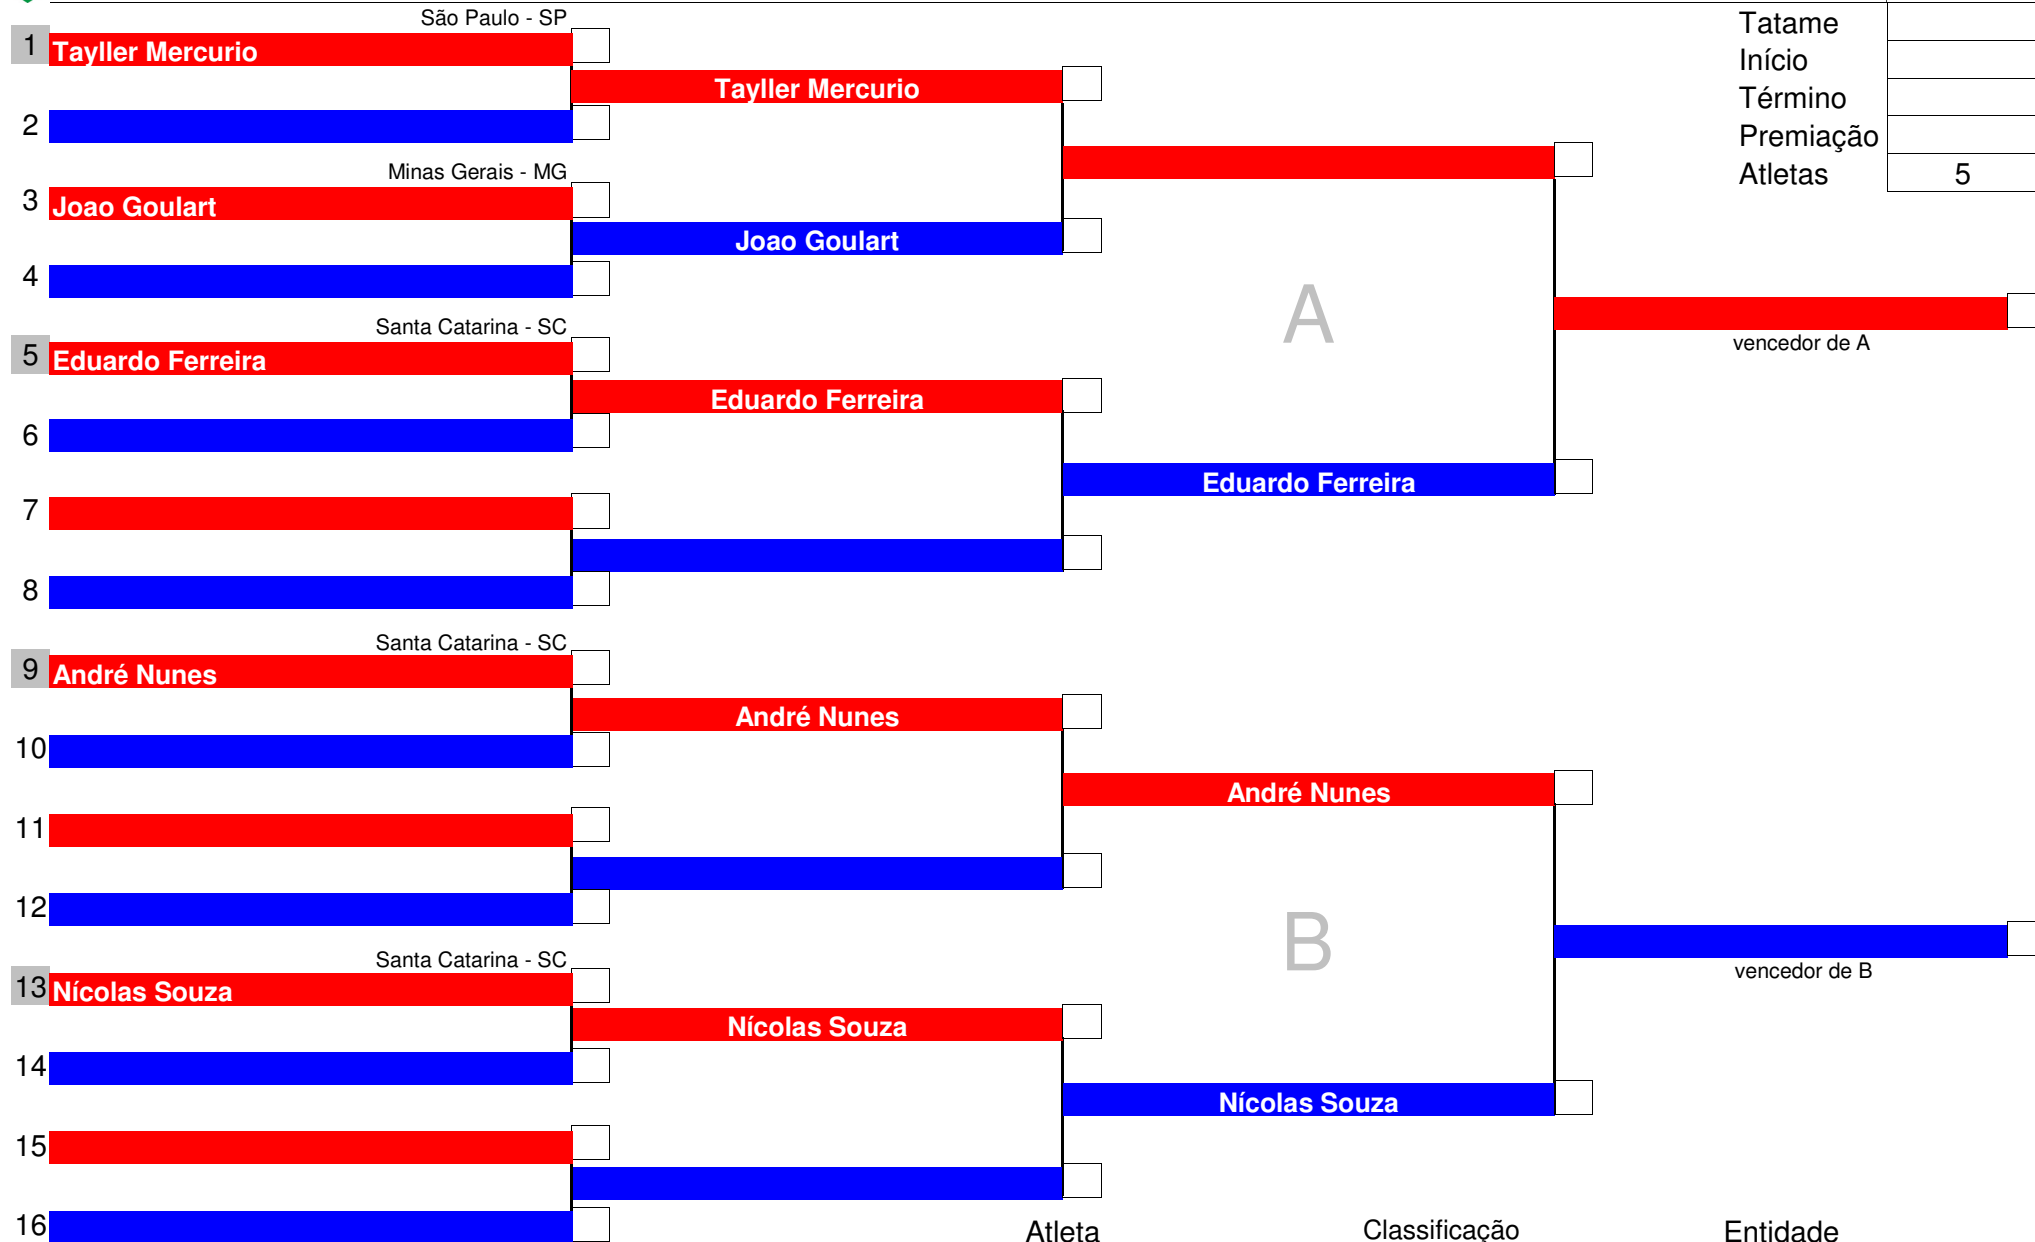 São Paulo - SP
Tatame
1 Tayller Mercurio
Início
Tayller Mercurio
Término
2
Premiação
Minas Gerais - MG
Atletas 5
3 Joao Goulart
Joao Goulart
4
A
Santa Catarina - SC
vencedor de A
5 Eduardo Ferreira
Eduardo Ferreira
6
Eduardo Ferreira
7
8
Santa Catarina - SC
9 André Nunes
André Nunes
10
André Nunes
11
12
B
Santa Catarina - SC
vencedor de B
13 Nícolas Souza
Nícolas Souza
14
Nícolas Souza
15
16
Atleta Classificação Entidade